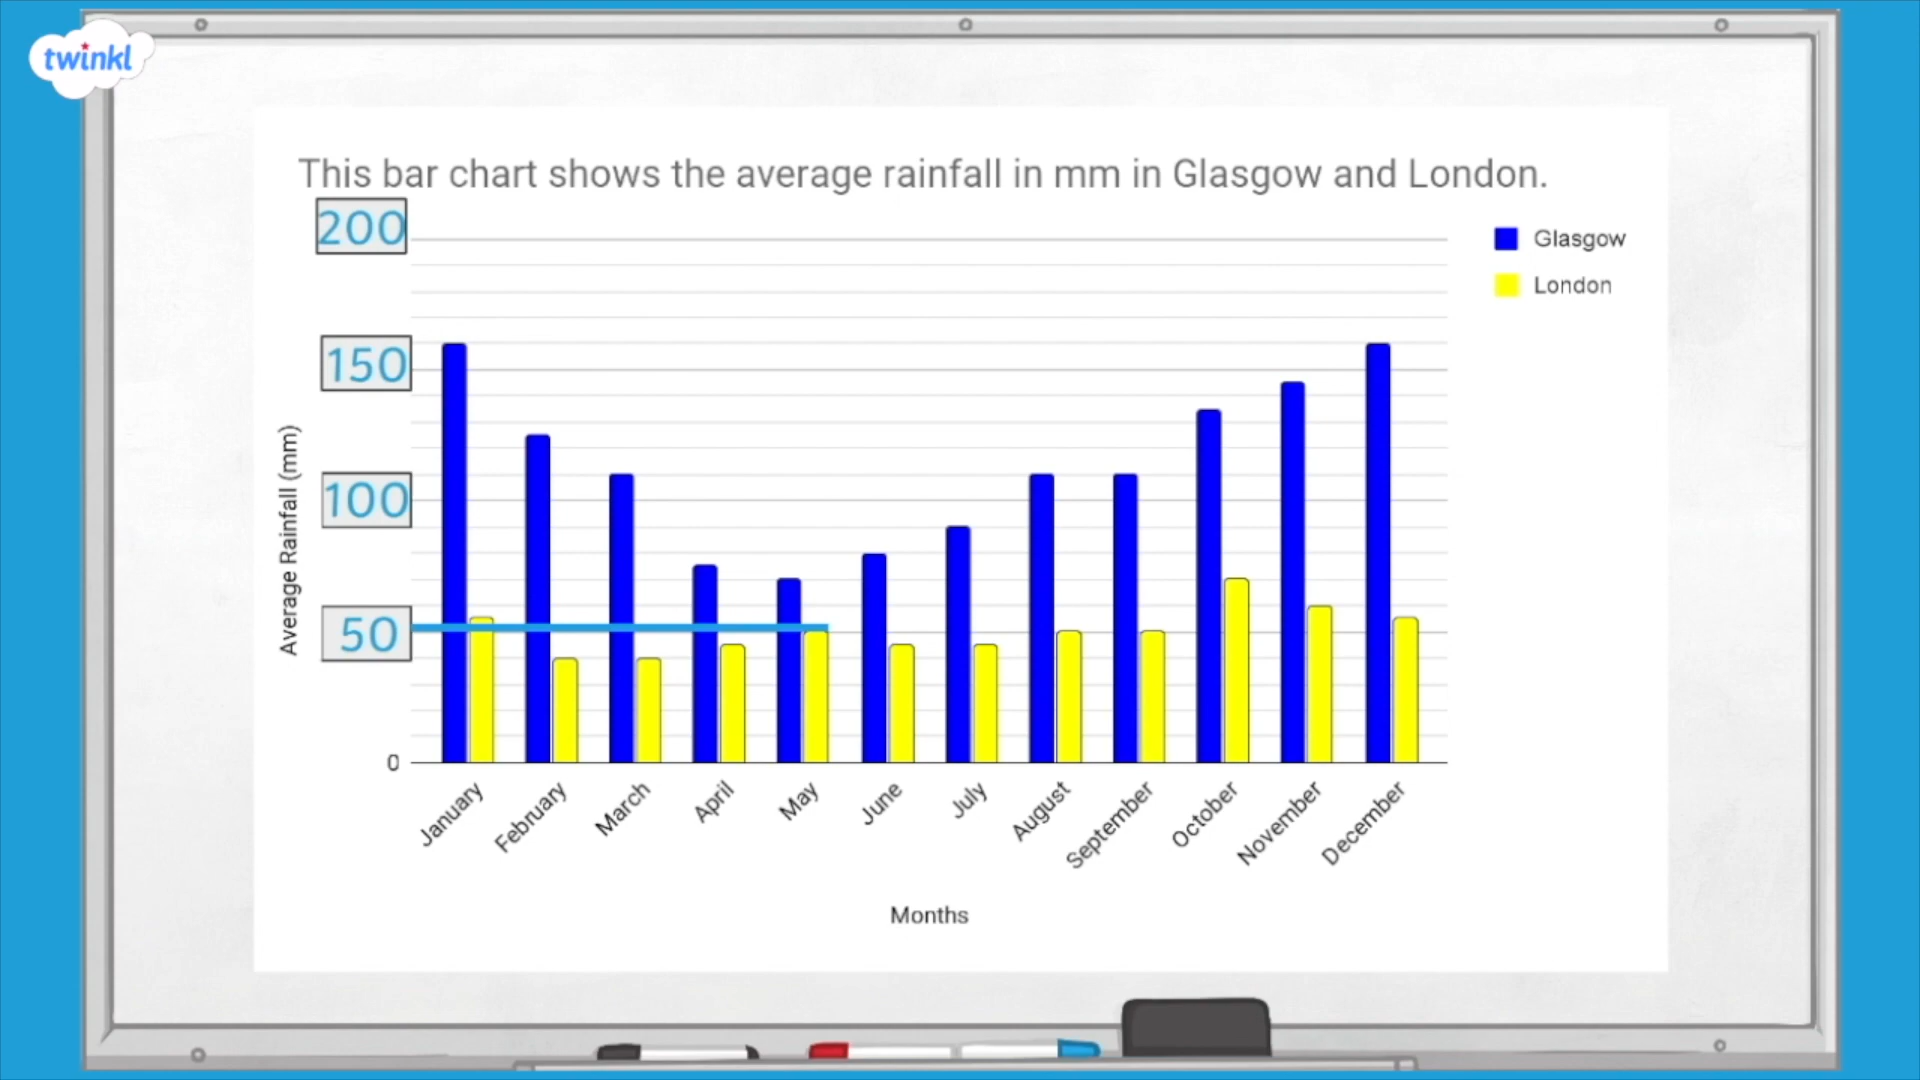 twinkl
This bar chart shows the average rainfall in mm in Glasgow and London.
200
150
100
50
0
Average Rainfall (mm)
Glasgow
London
January
February
March
April
May
June
July
August
September
October
November
December
Months